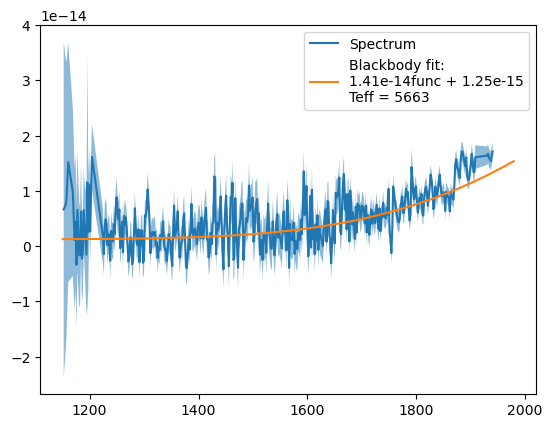 1e−14
4
3
2
1
0
−1
−2
Spectrum
Blackbody fit:
1.41e-14func + 1.25e-15
Teff = 5663
1200 1400 1600 1800 2000